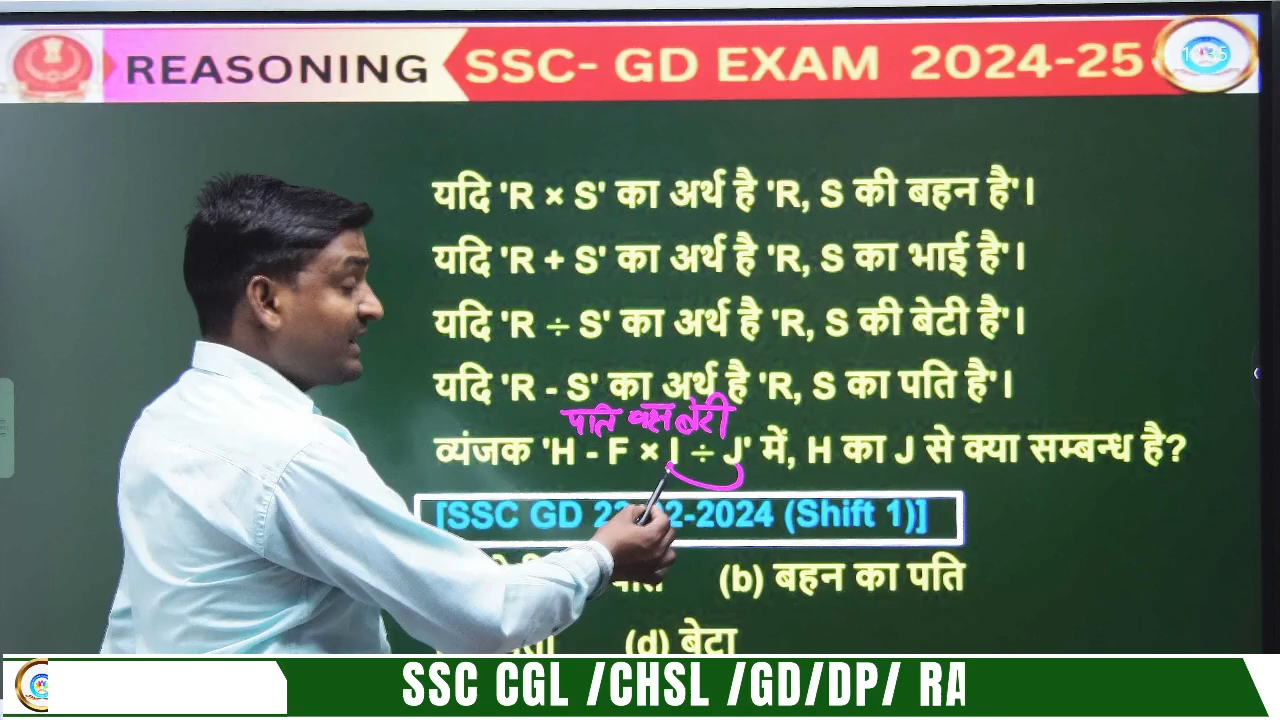 REASONING SSC- GD EXAM 2024-25
यदि 'R × S' का अर्थ है 'R, S की बहन है'।
यदि 'R + S' का अर्थ है 'R, S का भाई है'।
यदि 'R ÷ S' का अर्थ है 'R, S की बेटी है'।
यदि 'R - S' का अर्थ है 'R, S का पति है'।
पति बेटी
व्यंजक 'H - F × I ÷ J' में, H का J से क्या सम्बन्ध है?
[SSC GD 2-2024 (Shift 1)]
(b) बहन का पति
(d) बेटा
SSC CGL /CHSL /GD/DP/ RA